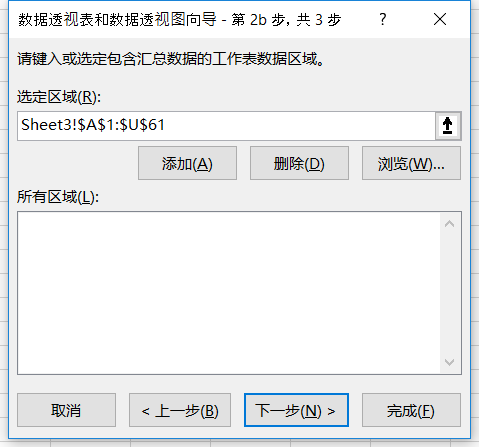 数据透视表和数据透视图向导 - 第 2b 步, 共 3 步 ?
请键入或选定包含汇总数据的工作表数据区域。
选定区域(R):
Sheet3!$A$1:$U$61
添加(A) 删除(D) 浏览(W)...
所有区域(L):
取消 < 上一步(B) 下一步(N) > 完成(F)